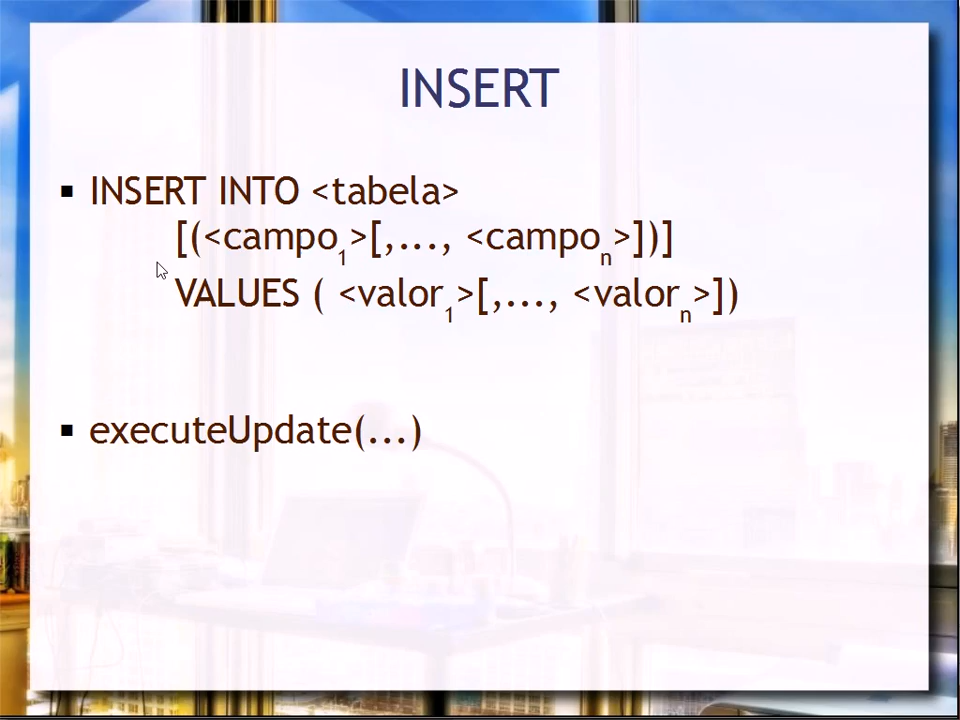 INSERT
▪ INSERT INTO <tabela>
[(<campo₁>[,..., <campoₙ>])]
VALUES ( <valor₁>[,..., <valorₙ>])
▪ executeUpdate(...)